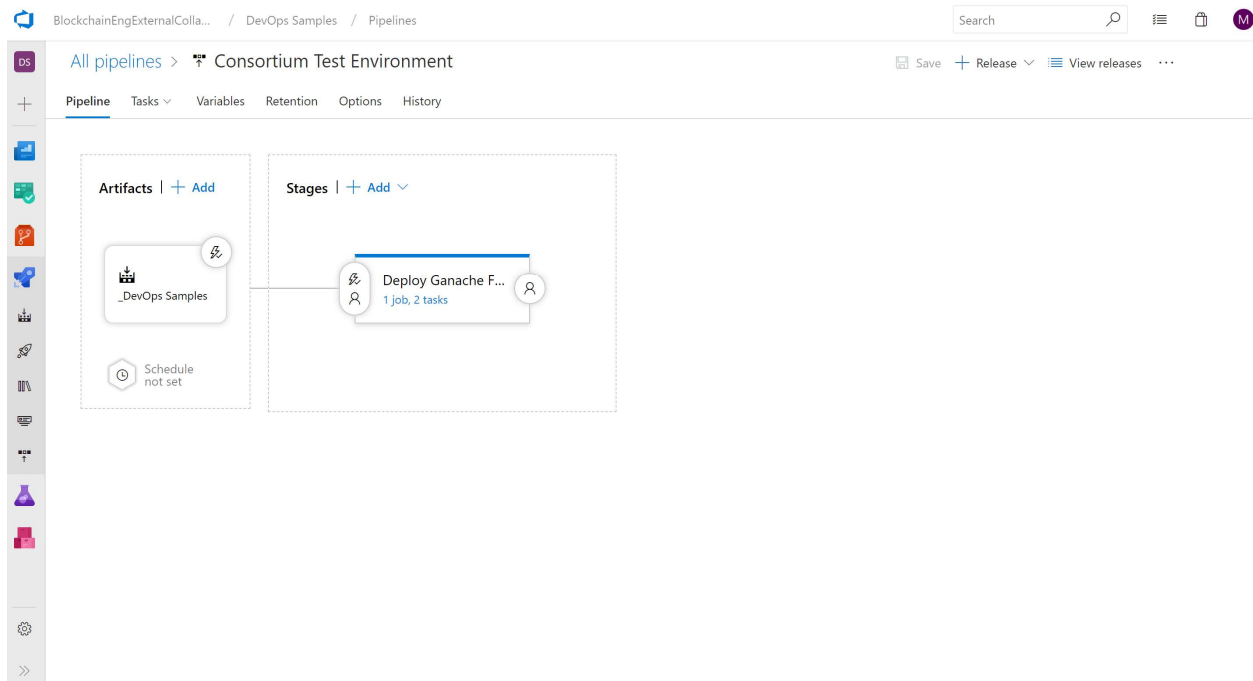 BlockchainEngExternalColla... / DevOps Samples / Pipelines
Search
M
DS
All pipelines > Consortium Test Environment
Save
Release
View releases
...
Pipeline
Tasks
Variables
Retention
Options
History
Artifacts | + Add
Stages | + Add
_DevOps Samples
Deploy Ganache F...
1 job, 2 tasks
Schedule
not set